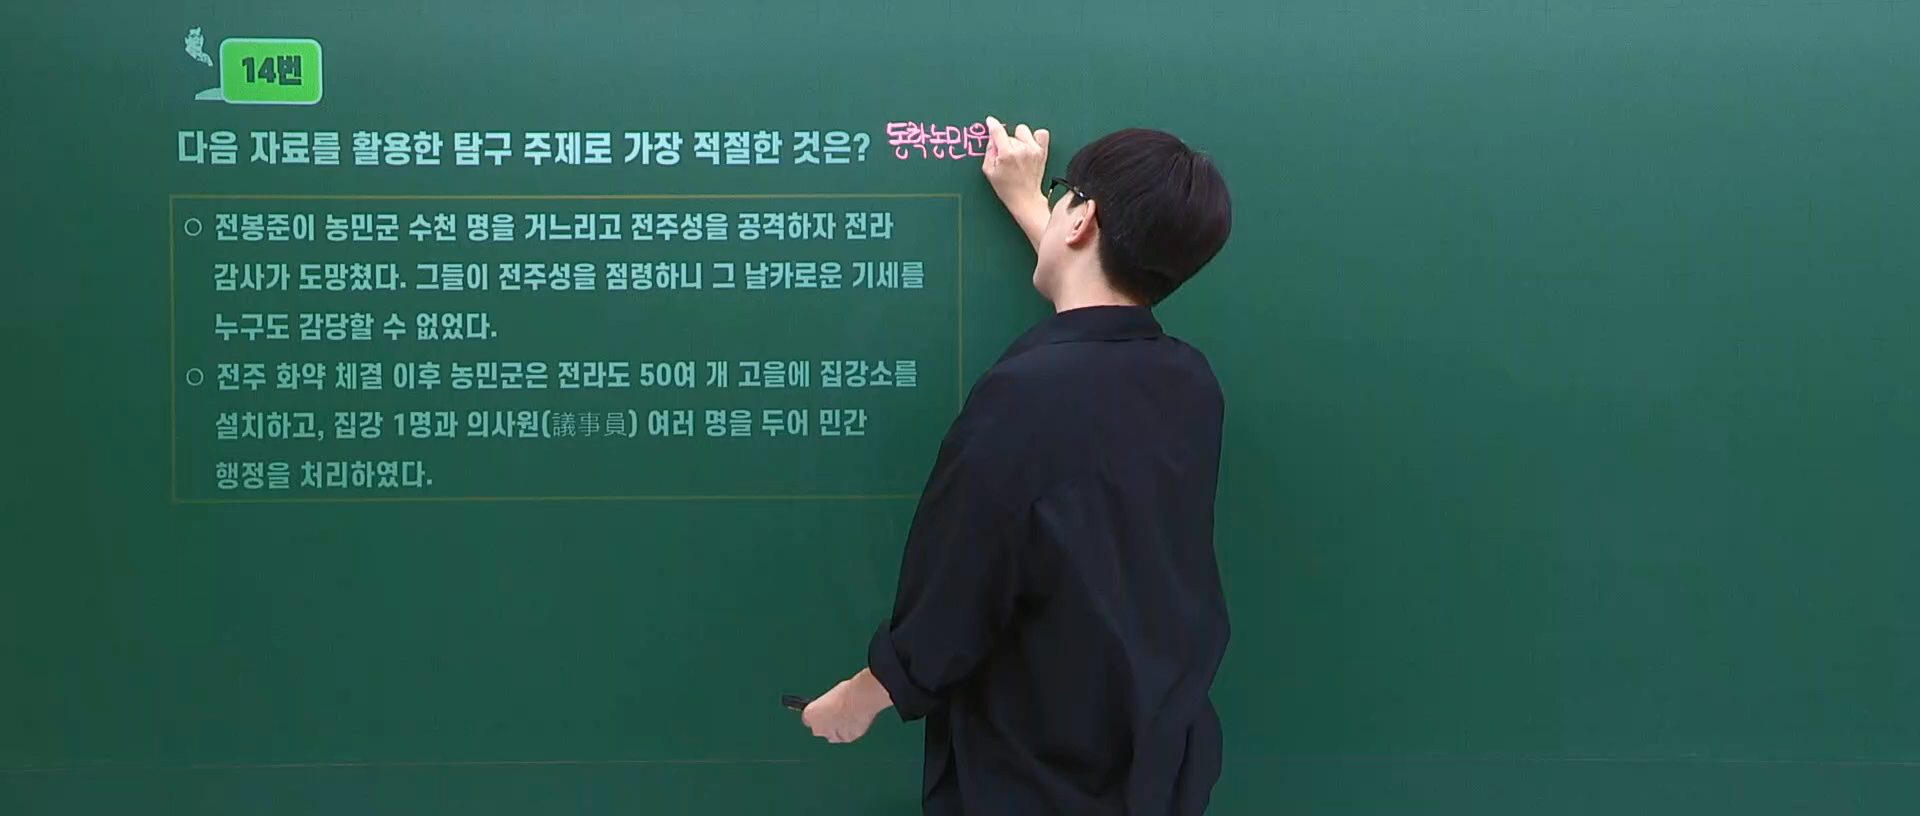 14번
다음 자료를 활용한 탐구 주제로 가장 적절한 것은? 동학농민운
○ 전봉준이 농민군 수천 명을 거느리고 전주성을 공격하자 전라
감사가 도망쳤다. 그들이 전주성을 점령하니 그 날카로운 기세를
누구도 감당할 수 없었다.
○ 전주 화약 체결 이후 농민군은 전라도 50여 개 고을에 집강소를
설치하고, 집강 1명과 의사원(議事員) 여러 명을 두어 민간
행정을 처리하였다.